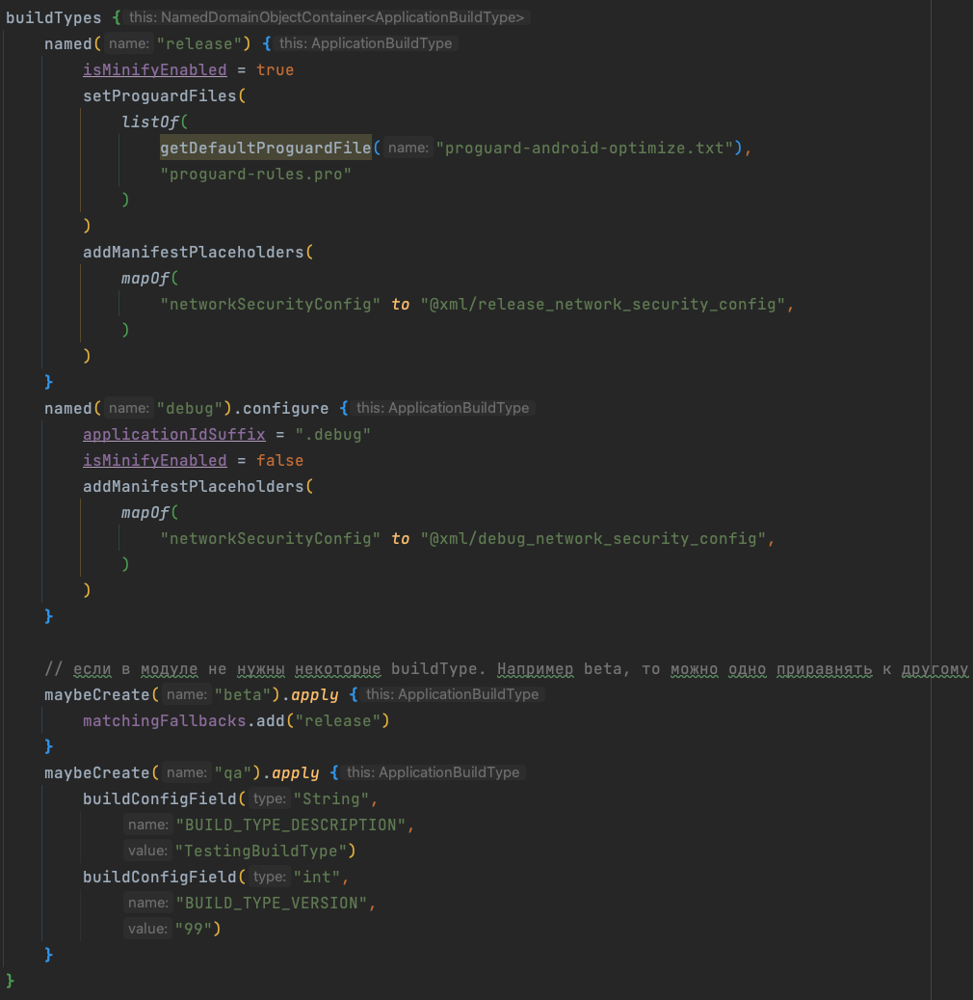 buildTypes { this: NamedDomainObjectContainer<ApplicationBuildType>
named( name: "release") { this: ApplicationBuildType
isMinifyEnabled = true
setProguardFiles(
listOf(
getDefaultProguardFile( name: "proguard-android-optimize.txt"),
"proguard-rules.pro"
)
)
addManifestPlaceholders(
mapOf(
"networkSecurityConfig" to "@xml/release_network_security_config",
)
)
}
named( name: "debug").configure { this: ApplicationBuildType
applicationIdSuffix = ".debug"
isMinifyEnabled = false
addManifestPlaceholders(
mapOf(
"networkSecurityConfig" to "@xml/debug_network_security_config",
)
)
}
// если в модуле не нужны некоторые buildType. Например beta, то можно одно приравнять к другому
maybeCreate( name: "beta").apply { this: ApplicationBuildType
matchingFallbacks.add("release")
}
maybeCreate( name: "qa").apply { this: ApplicationBuildType
buildConfigField( type: "String",
name: "BUILD_TYPE_DESCRIPTION",
value: "TestingBuildType")
buildConfigField( type: "int",
name: "BUILD_TYPE_VERSION",
value: "99")
}
}